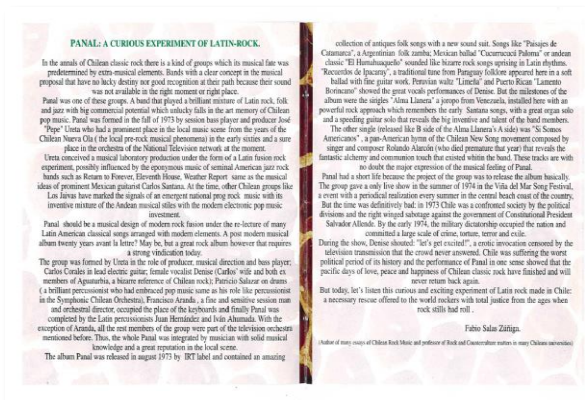 PANAL: A CURIOUS EXPERIMENT OF LATIN-ROCK.
In the annals of Chilean classic rock there is a kind of groups which its musical fate was
predetermined by extra-musical elements. Bands with a clear concept in the musical
proposal that have no lucky destiny nor good recognition at their path because their sound
was not available in the right moment or right place.
Panal was one of these groups. A band that played a brilliant mixture of Latin rock, folk
and jazz with big commercial potential which unlucky falls in the art memory of Chilean
pop music. Panal was formed in the fall of 1973 by session bass player and producer José
"Pepe" Ureta who had a prominent place in the local music scene from the years of the
Chilean Nueva Ola ( the local pre-rock musical phenomena) in the early sixties and a sure
place in the orchestra of the National Television network at the moment.
Ureta conceived a musical laboratory production under the form of a Latin fusion rock
experiment, possibly influenced by the eponymous music of seminal American jazz rock
bands such as Return to Forever, Eleventh House, Weather Report same as the musical
ideas of prominent Mexican guitarist Carlos Santana. At the time, other Chilean groups like
Los Jaivas have marked the signals of an emergent national prog rock music with its
inventive mixture of the Andean musical styles with the modern electronic pop music
investment.
Panal should be a musical design of modern rock fusion under the re-lecture of many
Latin American classical songs arranged with modern elements. A post modern musical
album twenty years avant la letter? May be, but a great rock album however that requires
a strong vindication today.
The group was formed by Ureta in the role of producer, musical direction and bass player;
Carlos Corales in lead electric guitar; female vocalist Denise (Carlos' wife and both ex
members of Aguaturbia, a bizarre reference of Chilean rock); Patricio Salazar on drums
( a brilliant percussionist who had embraced pop music same as his role like percussionist
in the Symphonic Chilean Orchestra), Francisco Aranda , a fine and sensitive session man
and orchestral director, occupied the place of the keyboards and finally Panal was
completed by the Latin percussionists Juan Hernández and Iván Ahumada. With the
exception of Aranda, all the rest members of the group were part of the television orchestra
mentioned before. Thus, the whole Panal was integrated by musician with solid musical
knowledge and a great reputation in the local scene.
The album Panal was released in august 1973 by IRT label and contained an amazing
collection of antiques folk songs with a new sound suit. Songs like "Paisajes de
Catamarca", a Argentinian folk zamba; Mexican ballad "Cucurrucucú Paloma" or andean
classic "El Humahuaqueño" sounded like bizarre rock songs uprising in Latin rhythms.
"Recuerdos de Ipacaray", a traditional tune from Paraguay folklore appeared here in a soft
ballad with fine guitar work. Peruvian waltz "Limeña" and Puerto Rican "Lamento
Borincano" showed the great vocals performances of Denise. But the milestones of the
album were the singles "Alma Llanera" a joropo from Venezuela, installed here with an
powerful rock approach which remembers the early Santana songs, with a great organ solo
and a speeding guitar solo that reveals the big inventive and talent of the band members.
The other single (released like B side of the Alma Llanera's A side) was "Si Somos
Americanos" , a pan-American hymn of the Chilean New Song movement composed by
singer and composer Rolando Alarcón (who died premature that year) that reveals the
fantastic alchemy and communion touch that existed within the band. These tracks are with
no doubt the major expression of the musical feeling of Panal.
Panal had a short live because the project of the group was to release the album basically.
The group gave a only live show in the summer of 1974 in the Viña del Mar Song Festival,
a event with a periodical realization every summer in the central beach coast of the country.
But the time was definitively bad: in 1973 Chile was a confronted society by the political
divisions and the right winged sabotage against the government of Constitutional President
Salvador Allende. By the early 1974, the military dictatorship occupied the nation and
committed a large scale of crime, torture, terror and exile.
During the show, Denise shouted: "let's get excited!", a erotic invocation censored by the
television transmission that the crowd never answered. Chile was suffering the worst
political period of its history and the performance of Panal in one sense showed that the
pacific days of love, peace and happiness of Chilean classic rock have finished and will
never return back again.
But today, let's listen this curious and exciting experiment of Latin rock made in Chile:
a necessary rescue offered to the world rockers with total justice from the ages when
rock stills had roll .
Fabio Salas Zúñiga.
(Author of many essays of Chilean Rock Music and professor of Rock and Counterculture matters in many Chilean universities)